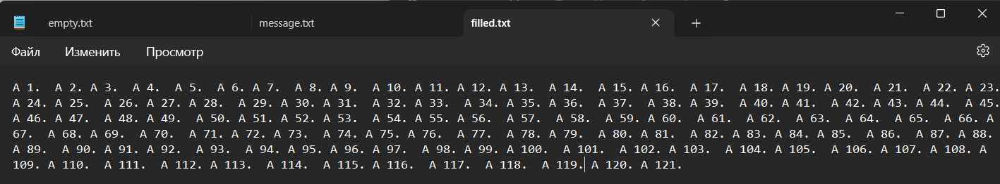 empty.txt message.txt filled.txt
Файл Изменить Просмотр
A 1.  A 2. A 3.  A 4.  A 5.  A 6. A 7.  A 8. A 9.  A 10. A 11. A 12. A 13.  A 14.  A 15. A 16.  A 17.  A 18. A 19. A 20.  A 21.  A 22. A 23.
A 24. A 25.  A 26. A 27. A 28.  A 29. A 30. A 31.  A 32. A 33.  A 34. A 35. A 36.  A 37.  A 38. A 39.  A 40. A 41.  A 42. A 43. A 44.  A 45.
A 46. A 47.  A 48. A 49.  A 50. A 51. A 52. A 53.  A 54. A 55. A 56.  A 57.  A 58.  A 59. A 60.  A 61.  A 62.  A 63.  A 64.  A 65.  A 66. A
67.  A 68. A 69.  A 70.  A 71. A 72. A 73.  A 74. A 75. A 76.  A 77.  A 78. A 79.  A 80. A 81.  A 82. A 83. A 84. A 85.  A 86.  A 87. A 88.
A 89.  A 90. A 91. A 92.  A 93.  A 94. A 95. A 96. A 97.  A 98. A 99. A 100.  A 101.  A 102. A 103.  A 104. A 105.  A 106. A 107. A 108. A
109. A 110.  A 111.  A 112. A 113.  A 114.  A 115. A 116.  A 117.  A 118.  A 119. A 120. A 121.